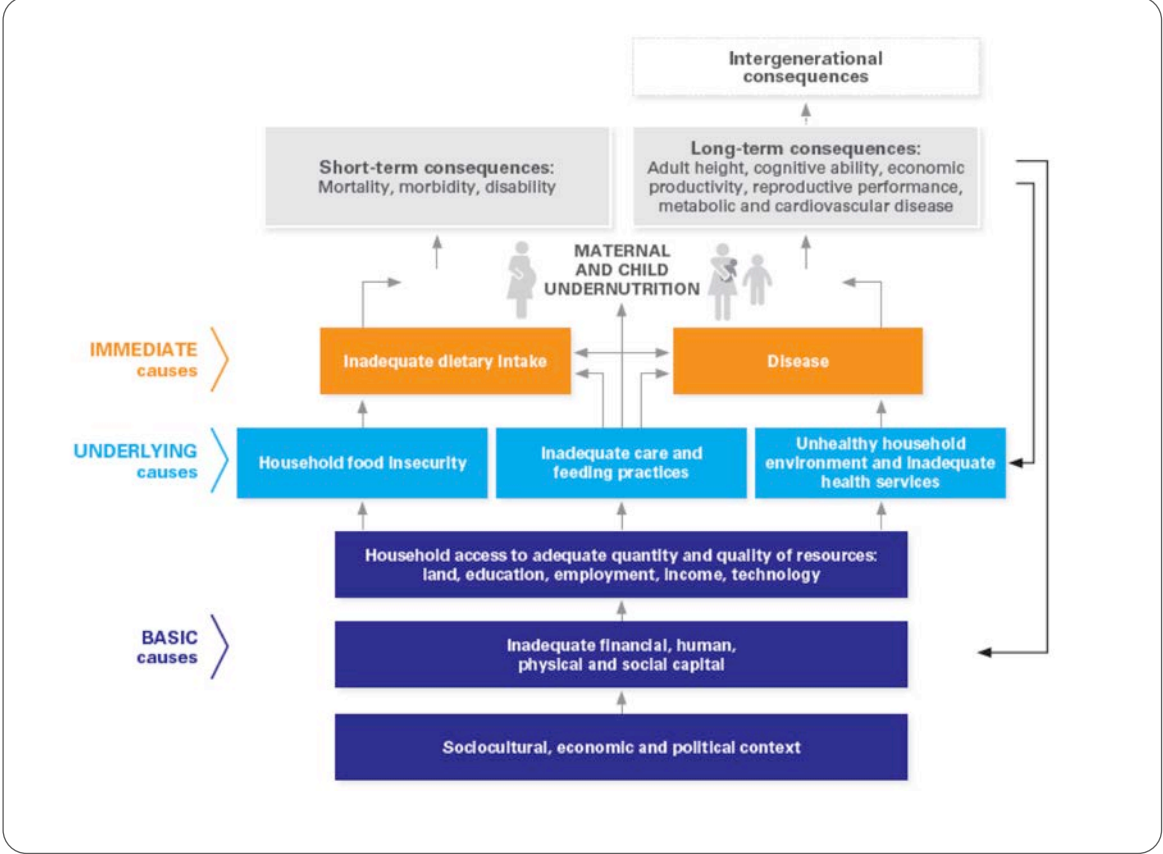 Intergenerational
consequences
Short-term consequences:
Mortality, morbidity, disability
Long-term consequences:
Adult height, cognitive ability, economic
productivity, reproductive performance,
metabolic and cardiovascular disease
MATERNAL
AND CHILD
UNDERNUTRITION
IMMEDIATE
causes
Inadequate dietary intake
Disease
UNDERLYING
causes
Household food insecurity
Inadequate care and
feeding practices
Unhealthy household
environment and inadequate
health services
Household access to adequate quantity and quality of resources:
land, education, employment, income, technology
BASIC
causes
Inadequate financial, human,
physical and social capital
Sociocultural, economic and political context